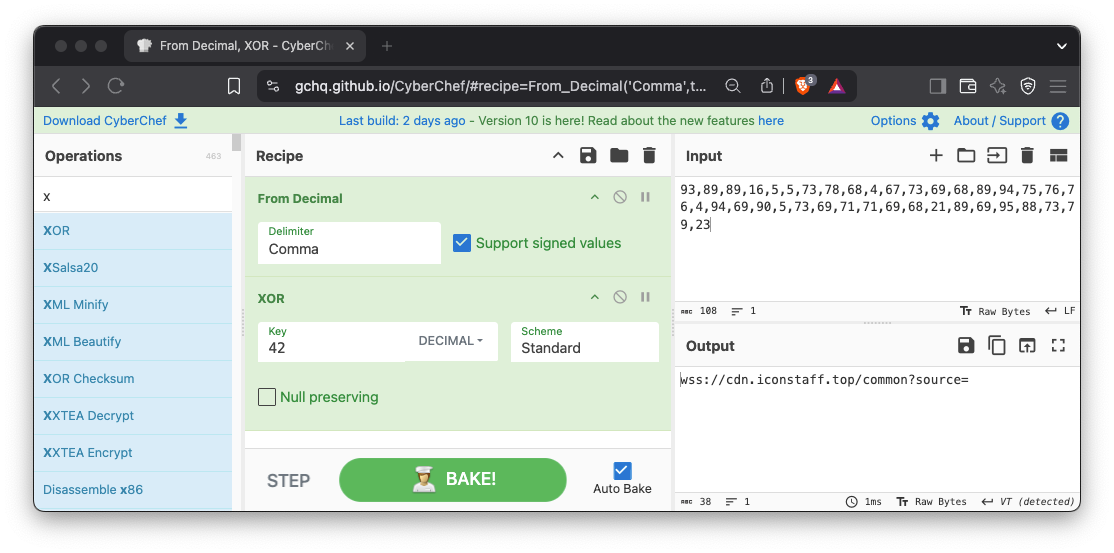 From Decimal, XOR - CyberCh
gchq.github.io/CyberChef/#recipe=From_Decimal('Comma',t...
3
Download CyberChef
Last build: 2 days ago - Version 10 is here! Read about the new features here
Options
About / Support ?
Operations
463
x
XOR
XSalsa20
XML Minify
XML Beautify
XOR Checksum
XXTEA Decrypt
XXTEA Encrypt
Disassemble x86
Recipe
From Decimal
Delimiter
Comma
Support signed values
XOR
Key
42
DECIMAL
Scheme
Standard
Null preserving
STEP
BAKE!
Auto Bake
Input
93,89,89,16,5,5,73,78,68,4,67,73,69,68,89,94,75,76,7
6,4,94,69,90,5,73,69,71,71,69,68,21,89,69,95,88,73,7
9,23
ABC 108 1 Tт Raw Bytes LF
Output
wss://cdn.iconstaff.top/common?source=
ABC 38 1 1ms Tт Raw Bytes VT (detected)